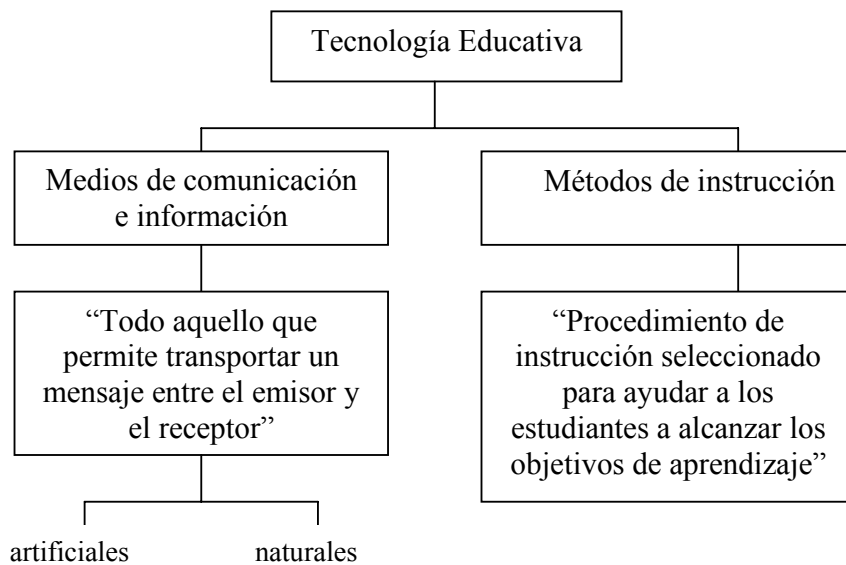 Tecnología Educativa
Medios de comunicación
e información
Métodos de instrucción
“Todo aquello que
permite transportar un
mensaje entre el emisor y
el receptor”
“Procedimiento de
instrucción seleccionado
para ayudar a los
estudiantes a alcanzar los
objetivos de aprendizaje”
artificiales
naturales